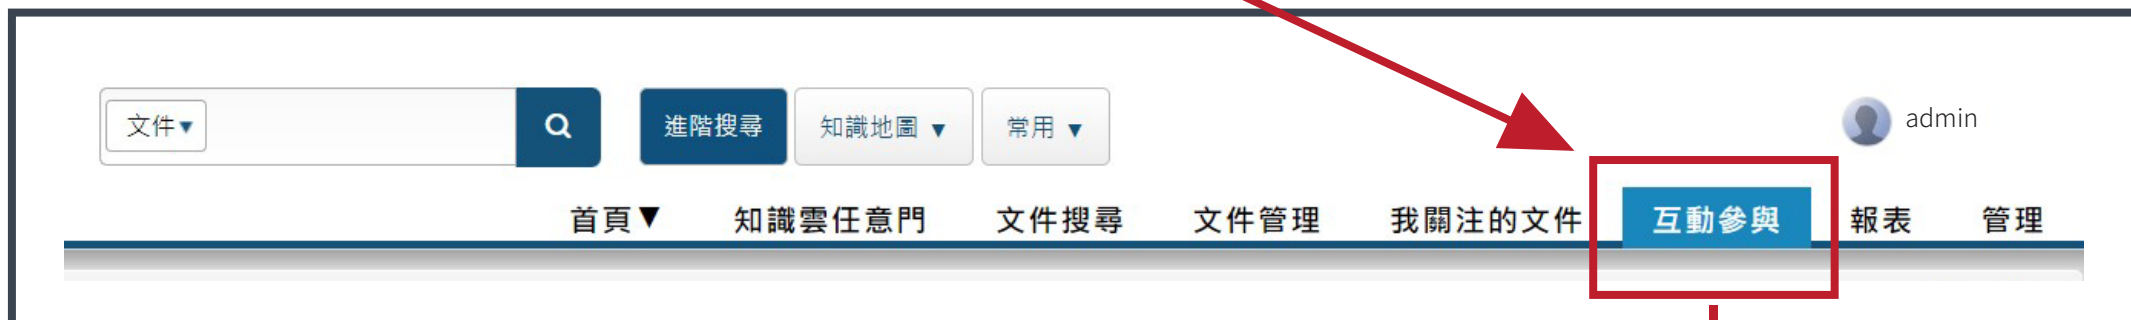 文件▼ 進階搜尋 知識地圖 ▼ 常用 ▼ admin
首頁▼ 知識雲任意門 文件搜尋 文件管理 我關注的文件 互動參與 報表 管理